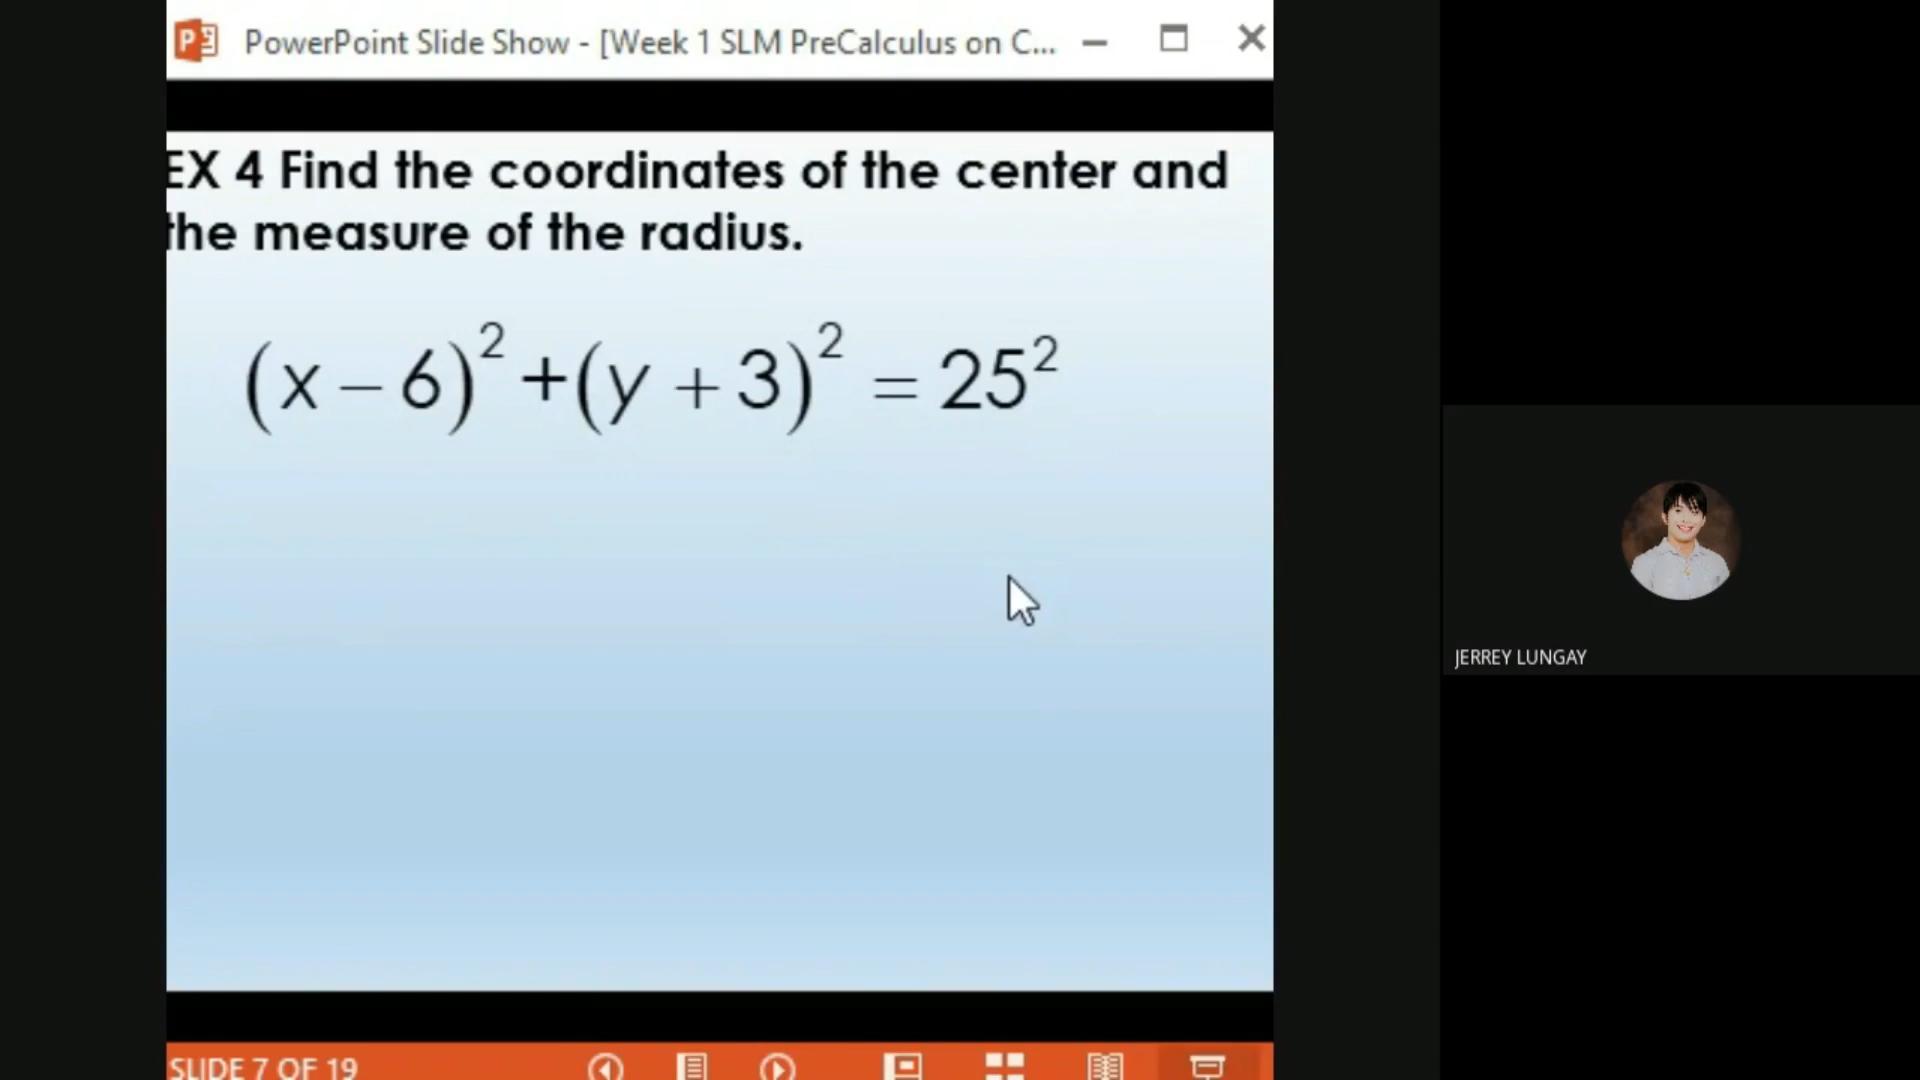 PowerPoint Slide Show - [Week 1 SLM PreCalculus on C...
EX 4 Find the coordinates of the center and
the measure of the radius.
(x – 6)² +(y + 3)² = 25²
JERREY LUNGAY
SLIDE 7 OF 19